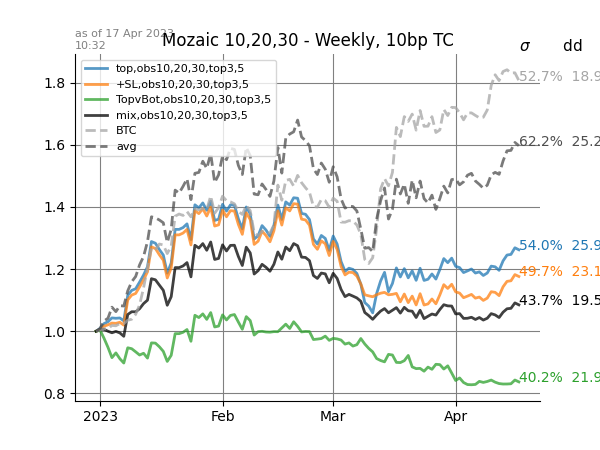 as of 17 Apr 2023
10:32
Mozaic 10,20,30 - Weekly, 10bp TC
σ dd
top,obs10,20,30,top3,5
+SL,obs10,20,30,top3,5
TopvBot,obs10,20,30,top3,5
mix,obs10,20,30,top3,5
BTC
avg
1.8
1.6
1.4
1.2
1.0
0.8
52.7% 18.9
62.2% 25.2
54.0% 25.9
49.7% 23.1
43.7% 19.5
40.2% 21.9
2023 Feb Mar Apr